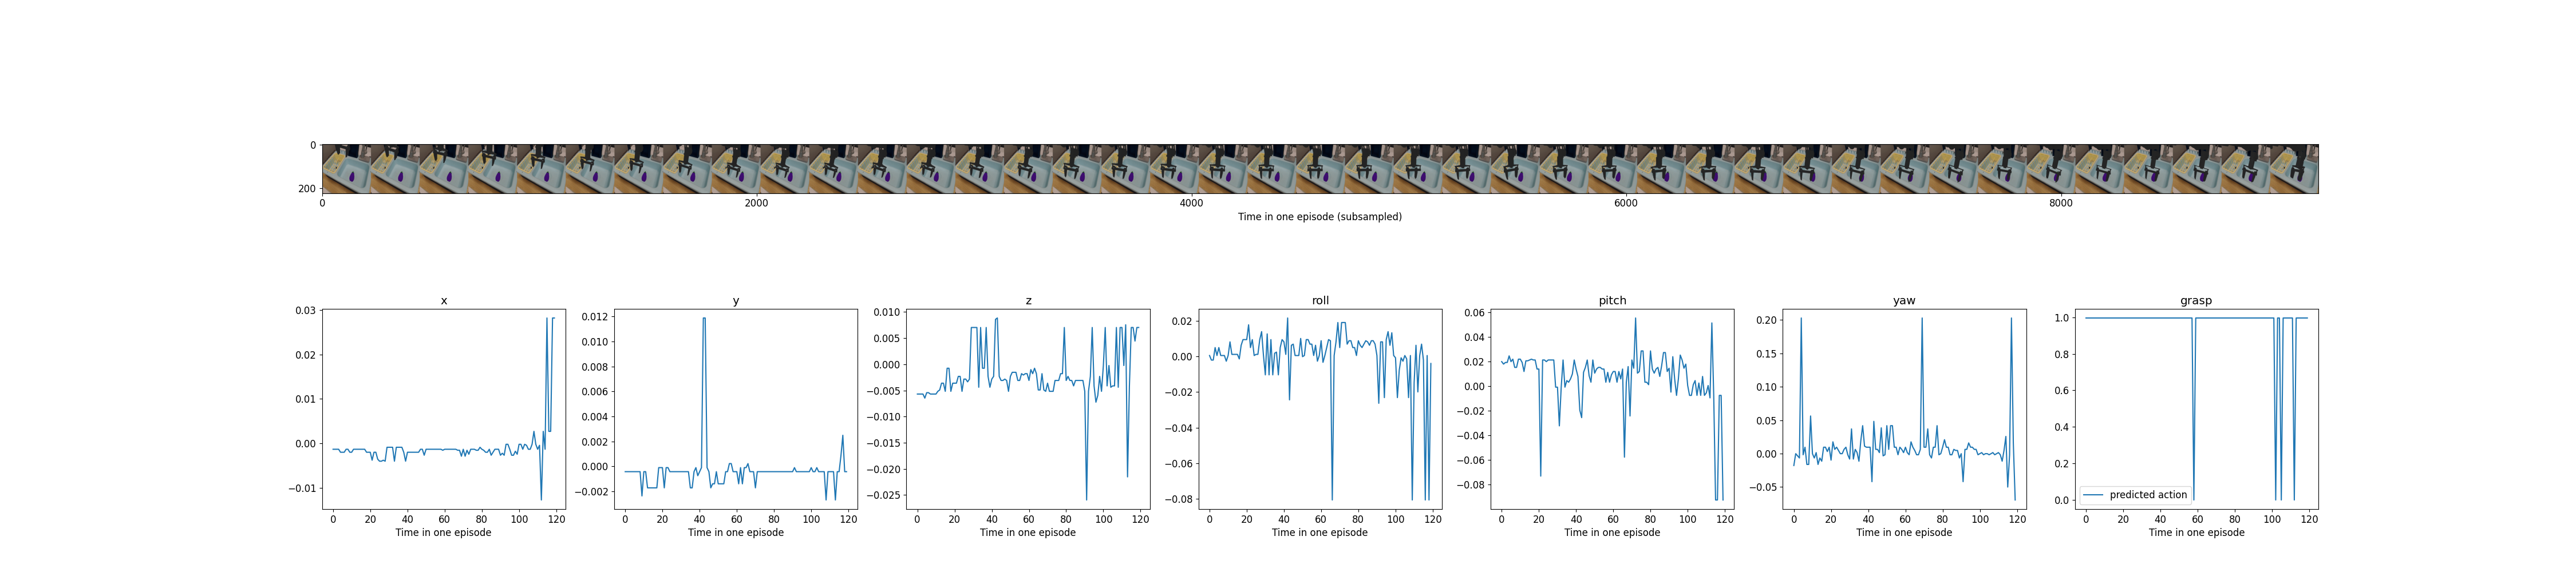 0
200
0 2000 4000 6000 8000
Time in one episode (subsampled)
x
0.03
0.02
0.01
0.00
−0.01
0 20 40 60 80 100 120
Time in one episode
y
0.012
0.010
0.008
0.006
0.004
0.002
0.000
−0.002
0 20 40 60 80 100 120
Time in one episode
z
0.010
0.005
0.000
−0.005
−0.010
−0.015
−0.020
−0.025
0 20 40 60 80 100 120
Time in one episode
roll
0.02
0.00
−0.02
−0.04
−0.06
−0.08
0 20 40 60 80 100 120
Time in one episode
pitch
0.06
0.04
0.02
0.00
−0.02
−0.04
−0.06
−0.08
0 20 40 60 80 100 120
Time in one episode
yaw
0.20
0.15
0.10
0.05
0.00
−0.05
0 20 40 60 80 100 120
Time in one episode
grasp
1.0
0.8
0.6
0.4
0.2
0.0
predicted action
0 20 40 60 80 100 120
Time in one episode